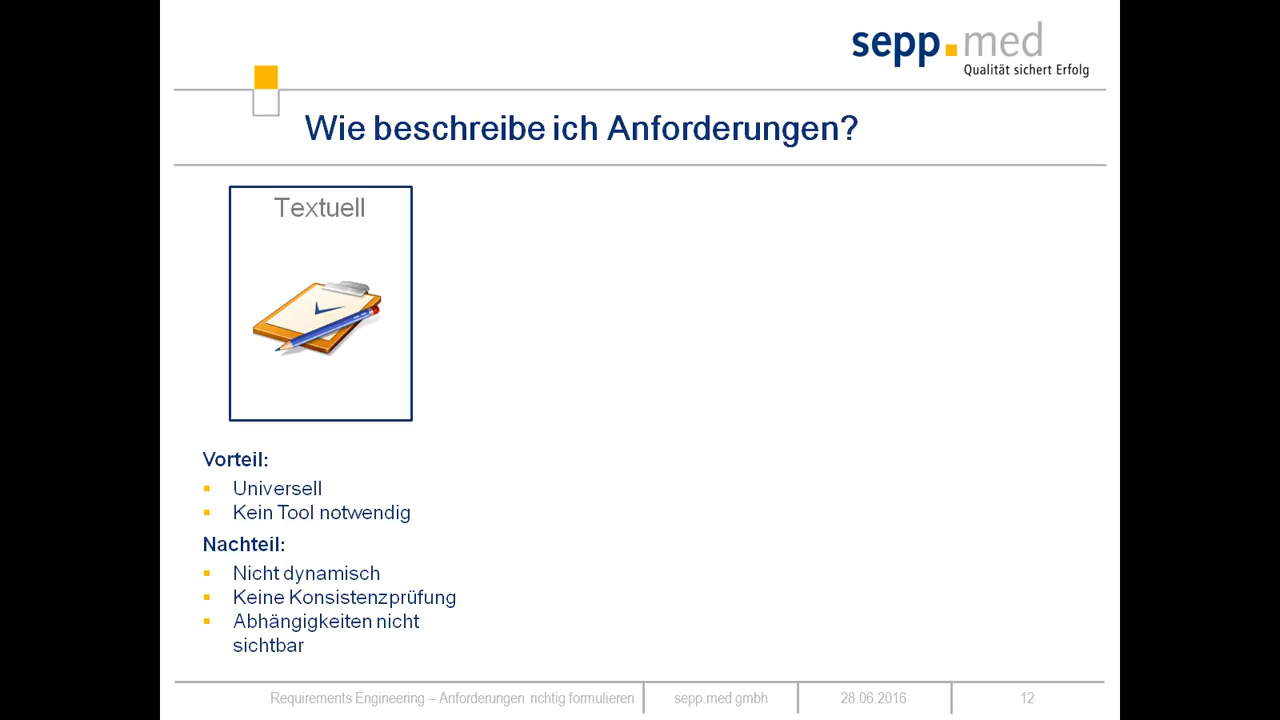 sepp.med
Qualität sichert Erfolg
Wie beschreibe ich Anforderungen?
Textuell
Vorteil:
Universell
Kein Tool notwendig
Nachteil:
Nicht dynamisch
Keine Konsistenzprüfung
Abhängigkeiten nicht
sichtbar
Requirements Engineering – Anforderungen richtig formulieren
sepp.med gmbh
28.06.2016
12